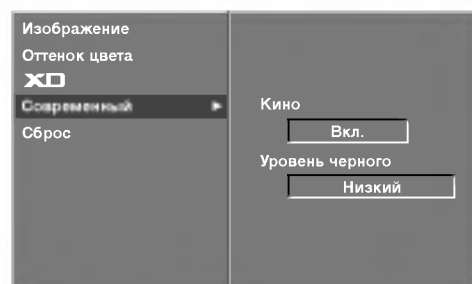 Изображение
Оттенок цвета
XD
Современный
Сброс
Кино
Вкл.
Уровень черного
Низкий